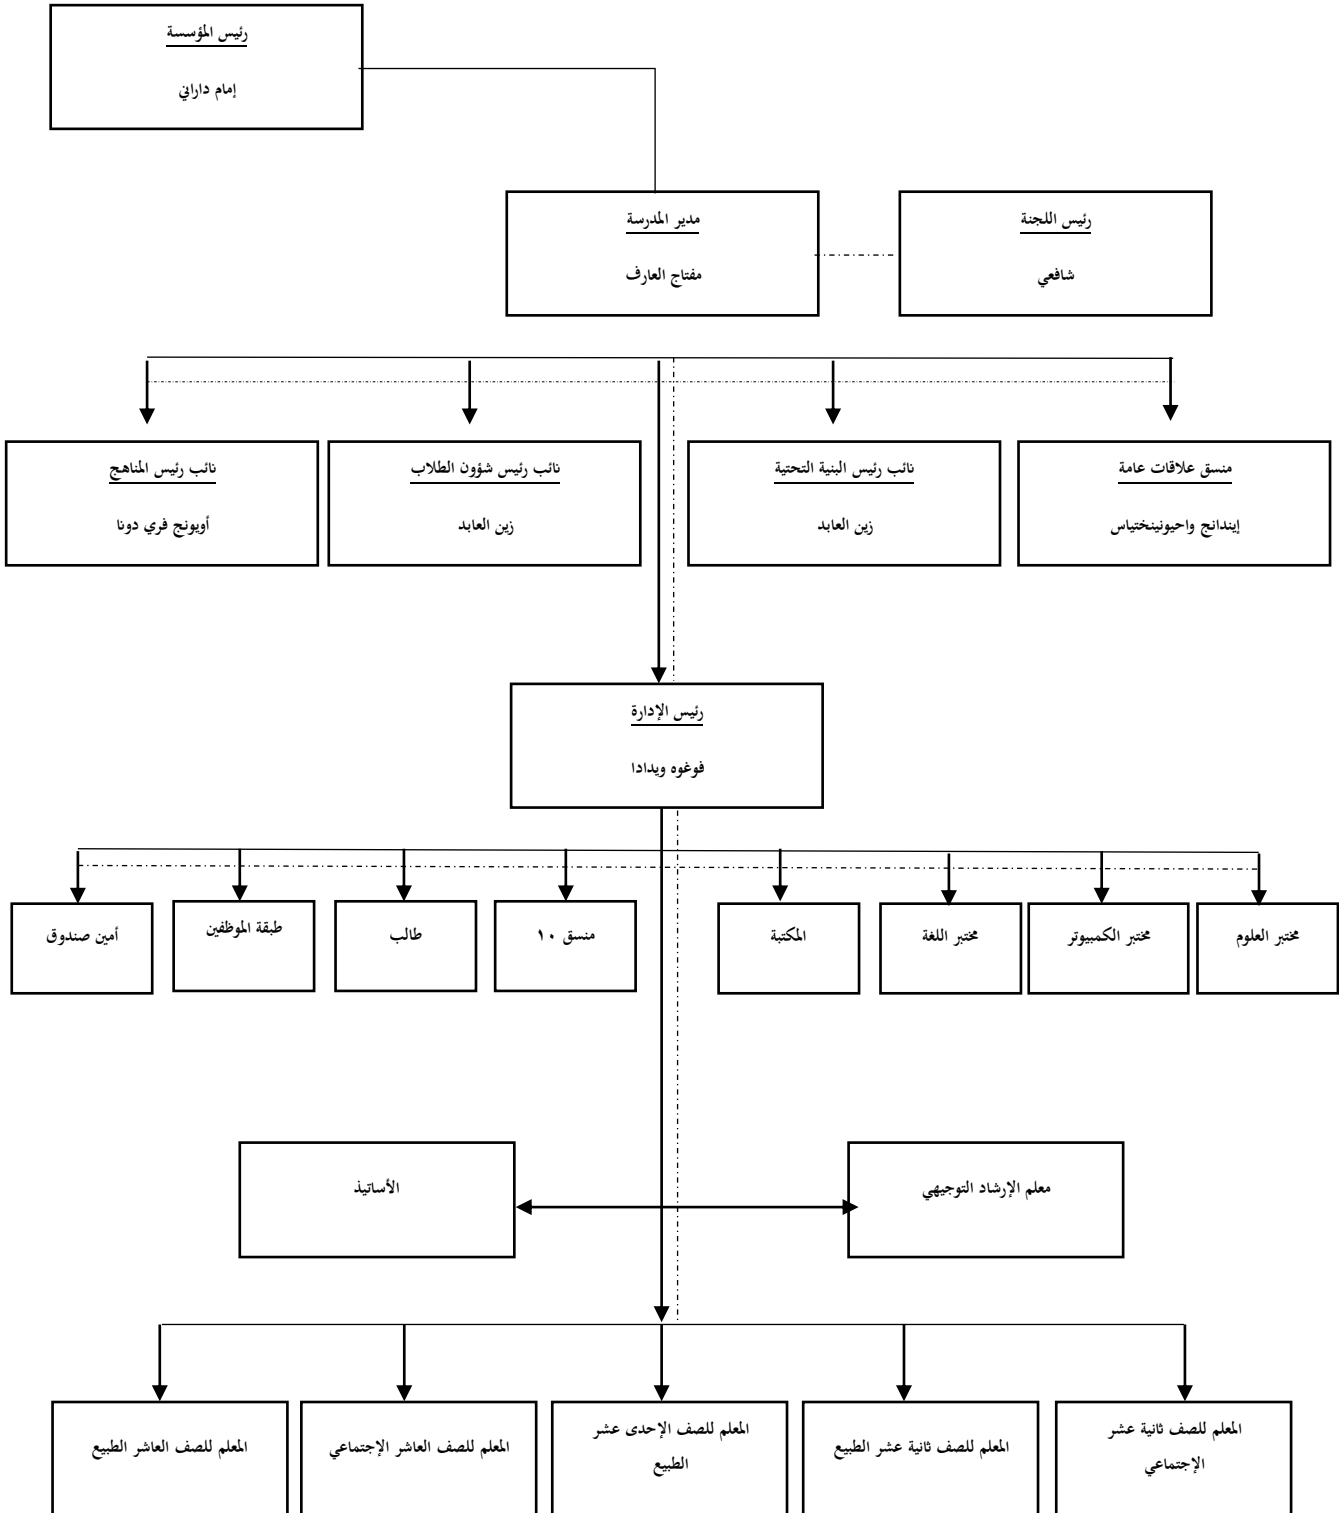 رئيس المؤسسة
إمام داراني
مدير المدرسة
مفتاح العارف
رئيس اللجنة
شافعي
منسق علاقات عامة
إيندانج واحيونينختياس
نائب رئيس البنية التحتية
زين العابد
نائب رئيس شؤون الطلاب
زين العابد
نائب رئيس المناهج
أويونج فري دونا
رئيس الإدارة
فوغوه ويدادا
مختبر العلوم
مختبر الكمبيوتر
مختبر اللغة
المكتبة
منسق ١٠
طالب
طبقة الموظفين
أمين صندوق
معلم الإرشاد التوجيهي
الأساتيذ
المعلم للصف ثانية عشر
الإجتماعي
المعلم للصف ثانية عشر الطبيع
المعلم للصف الإحدى عشر
الطبيع
المعلم للصف العاشر الإجتماعي
المعلم للصف العاشر الطبيع